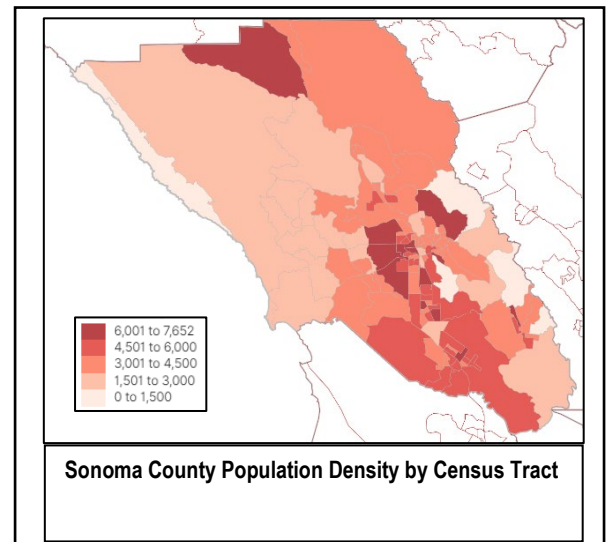 6,001 to 7,652
4,501 to 6,000
3,001 to 4,500
1,501 to 3,000
0 to 1,500
Sonoma County Population Density by Census Tract